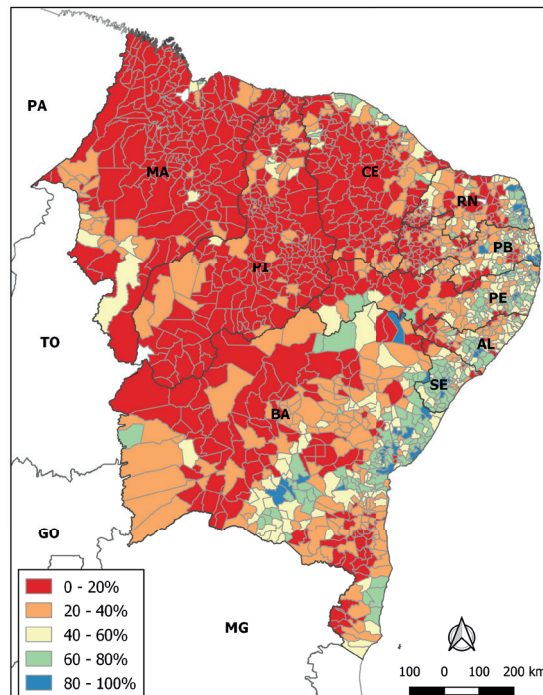 PA
MA
CE
RN
PB
PI
PE
TO
AL
SE
BA
GO
MG
0 - 20%
20 - 40%
40 - 60%
60 - 80%
80 - 100%
100 0 100 200 km